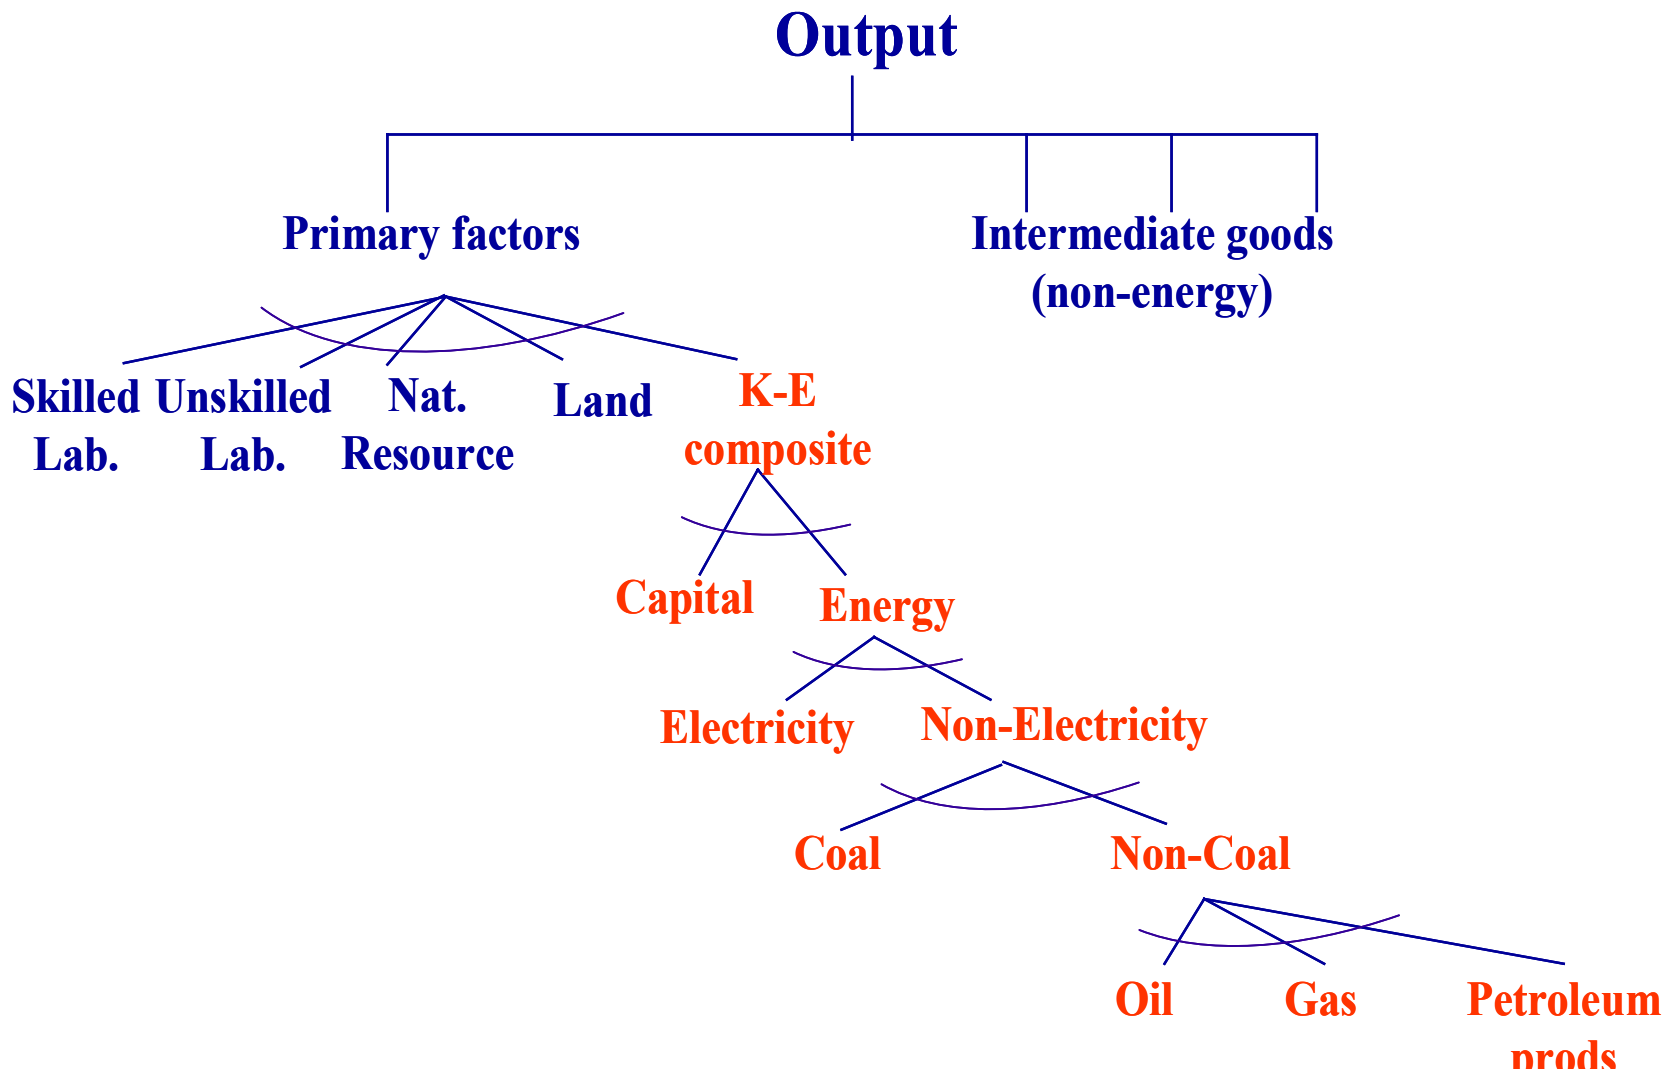 Output
Primary factors
Intermediate goods
(non-energy)
Skilled
Lab.
Unskilled
Lab.
Nat.
Resource
Land
K-E
composite
Capital
Energy
Electricity
Non-Electricity
Coal
Non-Coal
Oil
Gas
Petroleum
prods